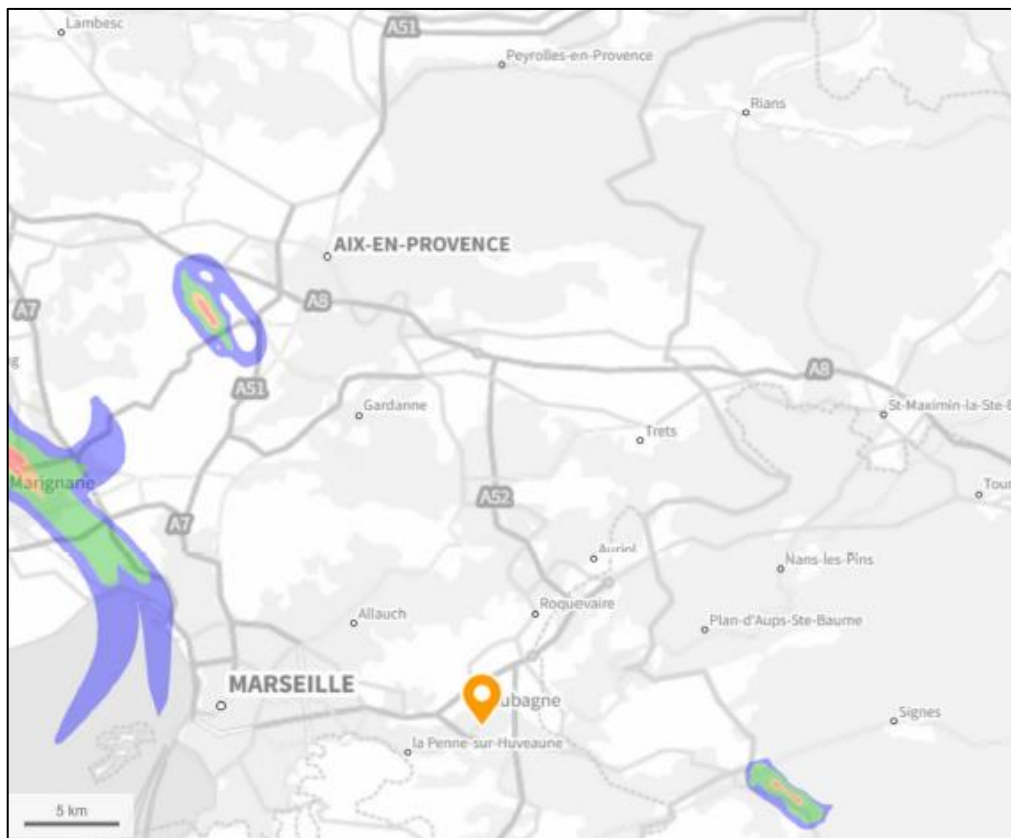 Lambesc
A51
Peyrolles-en-Provence
Rians
AIX-EN-PROVENCE
A7
A8
A8
A51
Gardanne
St-Maximin-la-Ste-B
Trets
Marignane
A52
Tour
A7
Auriol
Nans-les-Pins
Roquevaire
Allauch
Plan-d'Aups-Ste-Baume
MARSEILLE
ubagne
Signes
la Penne-sur-Huveaune
5 km